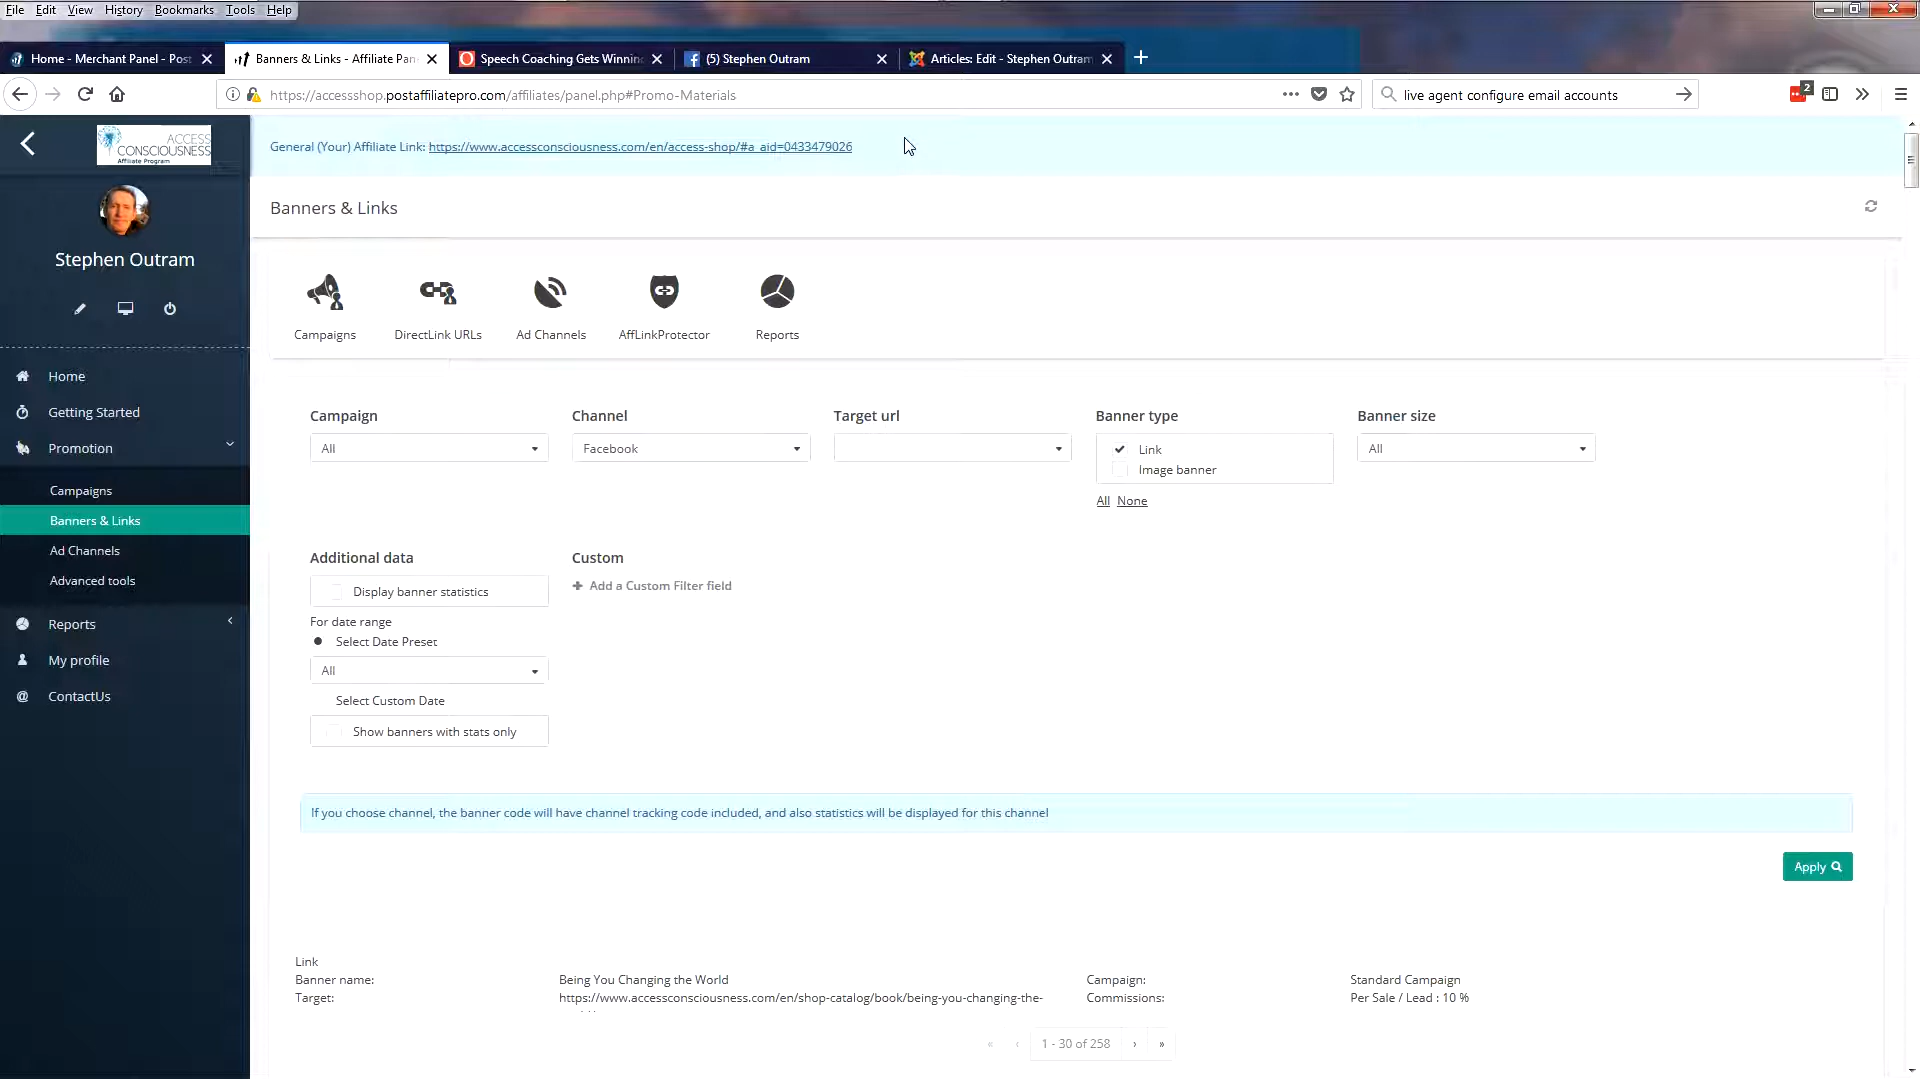 File Edit View History Bookmarks Tools Help
Home - Merchant Panel - Post
Banners & Links - Affiliate Pan
Speech Coaching Gets Winnin
(5) Stephen Outram
Articles: Edit - Stephen Outram
https://accessshop.postaffiliatepro.com/affiliates/panel.php#Promo-Materials
live agent configure email accounts
2
ACCESS
CONSCIOUSNESS
Affiliate Program
General (Your) Affiliate Link: https://www.accessconsciousness.com/en/access-shop/#a_aid=0433479026
Banners & Links
Stephen Outram
Campaigns
DirectLink URLs
Ad Channels
AffLinkProtector
Reports
Home
Getting Started
Promotion
Campaigns
Banners & Links
Ad Channels
Advanced tools
Reports
My profile
ContactUs
Campaign
All
Channel
Facebook
Target url
Banner type
Link
Image banner
All None
Banner size
All
Additional data
Display banner statistics
For date range
Select Date Preset
All
Select Custom Date
Show banners with stats only
Custom
Add a Custom Filter field
If you choose channel, the banner code will have channel tracking code included, and also statistics will be displayed for this channel
Apply
Link
Banner name: Being You Changing the World Campaign: Standard Campaign
Target: https://www.accessconsciousness.com/en/shop-catalog/book/being-you-changing-the- Commissions: Per Sale / Lead : 10 %
« ‹ 1 - 30 of 258 › »